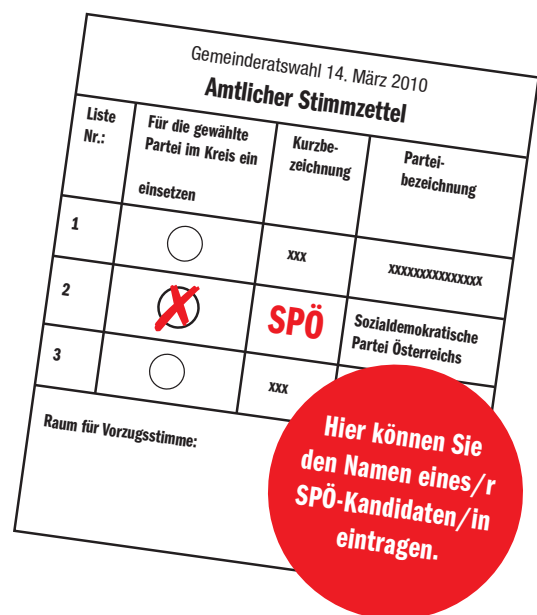 Gemeinderatswahl 14. März 2010
Amtlicher Stimmzettel
Liste
Nr.:
Für die gewählte
Partei im Kreis ein
einsetzen
Kurzbe-
zeichnung
Partei-
bezeichnung
1
xxx
xxxxxxxxxxxxxxx
2
X
SPÖ
Sozialdemokratische
Partei Österreichs
3
xxx
Raum für Vorzugsstimme:
Hier können Sie
den Namen eines/r
SPÖ-Kandidaten/in
eintragen.